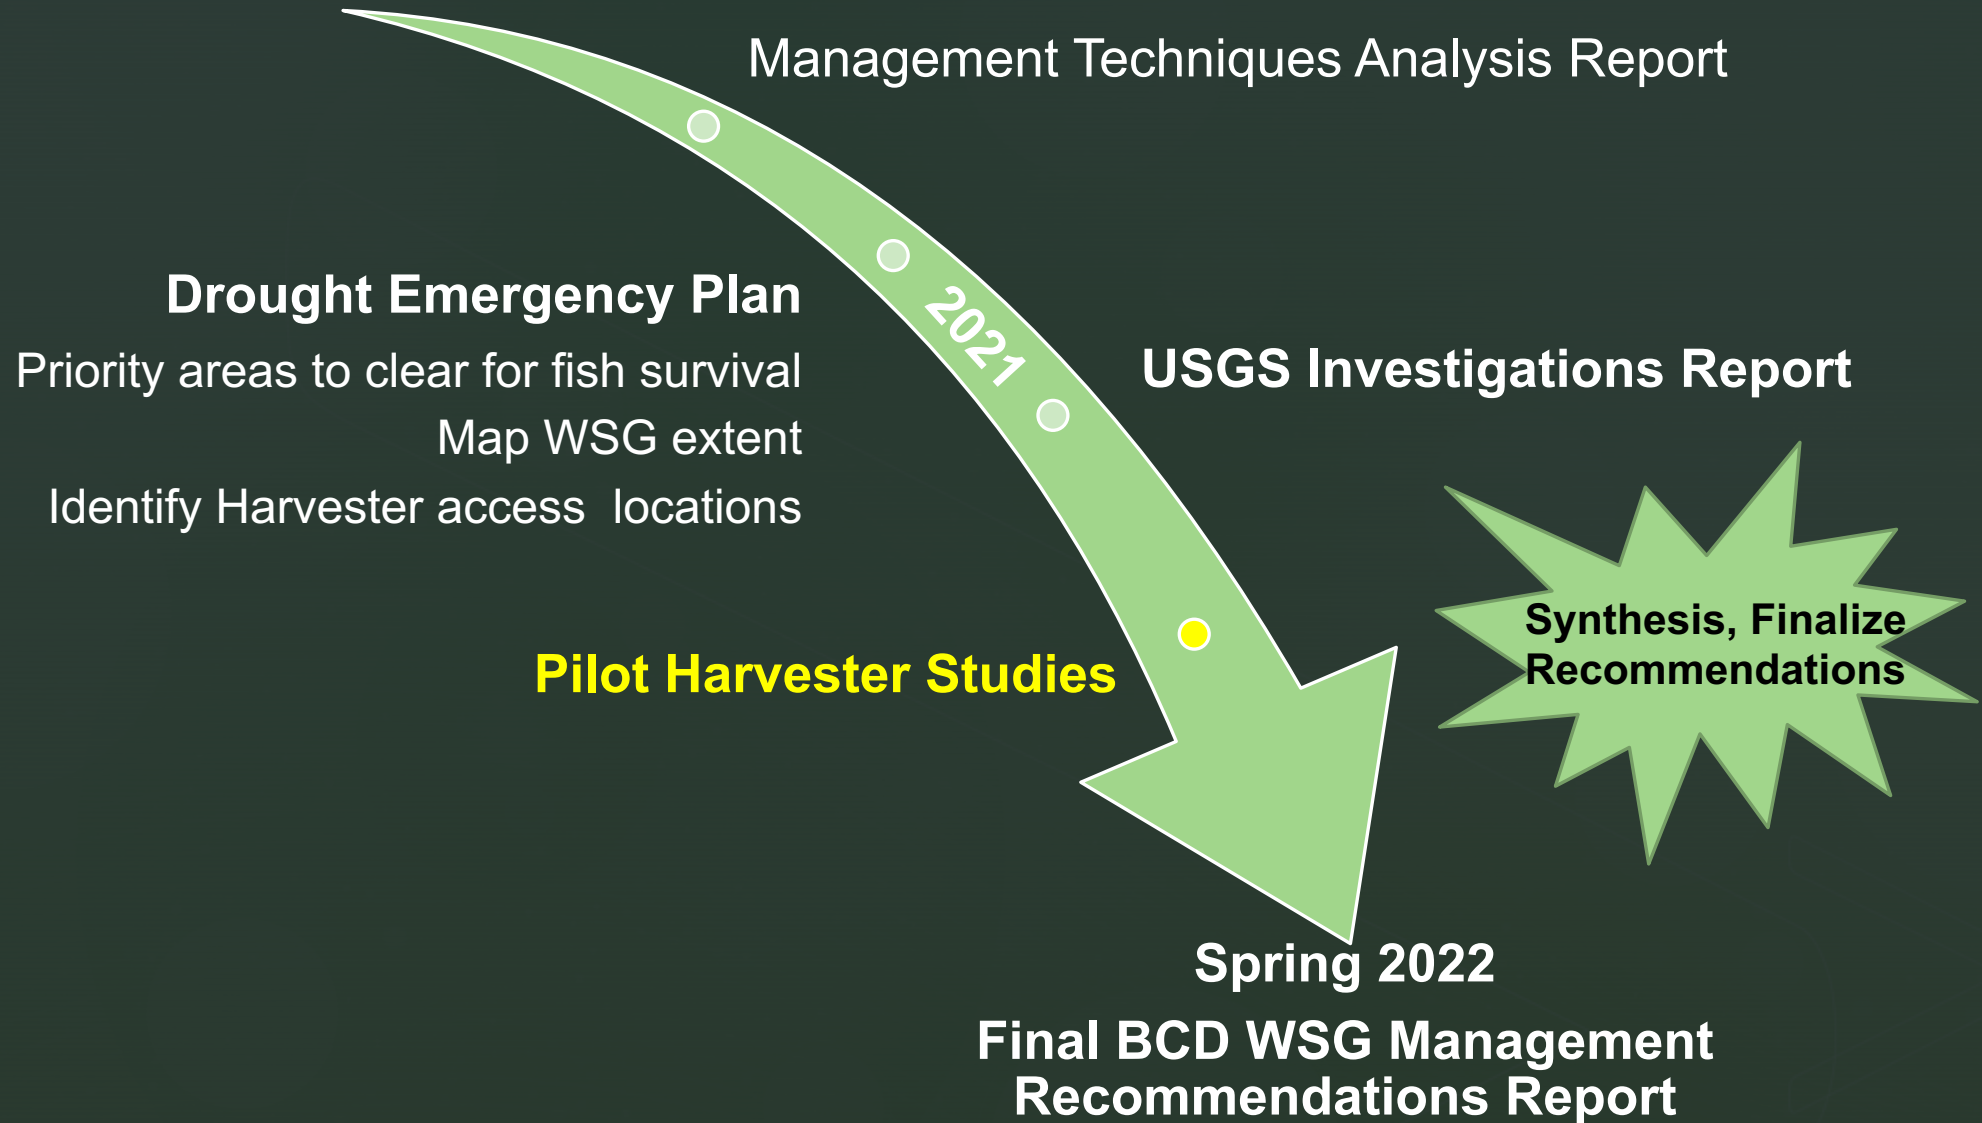 Management Techniques Analysis Report
Drought Emergency Plan
Priority areas to clear for fish survival
Map WSG extent
Identify Harvester access locations
2021
USGS Investigations Report
Pilot Harvester Studies
Synthesis, Finalize
Recommendations
Spring 2022
Final BCD WSG Management
Recommendations Report